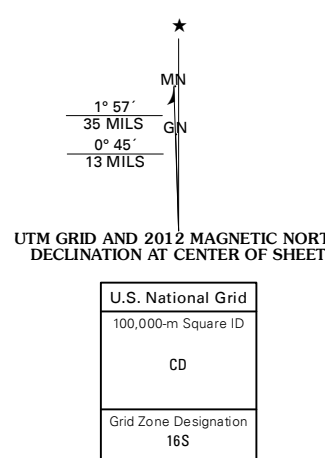 ★
MN
1° 57´
35 MILS
GN
0° 45´
13 MILS
UTM GRID AND 2012 MAGNETIC NORT
DECLINATION AT CENTER OF SHEET
U.S. National Grid
100,000-m Square ID
CD
Grid Zone Designation
16S